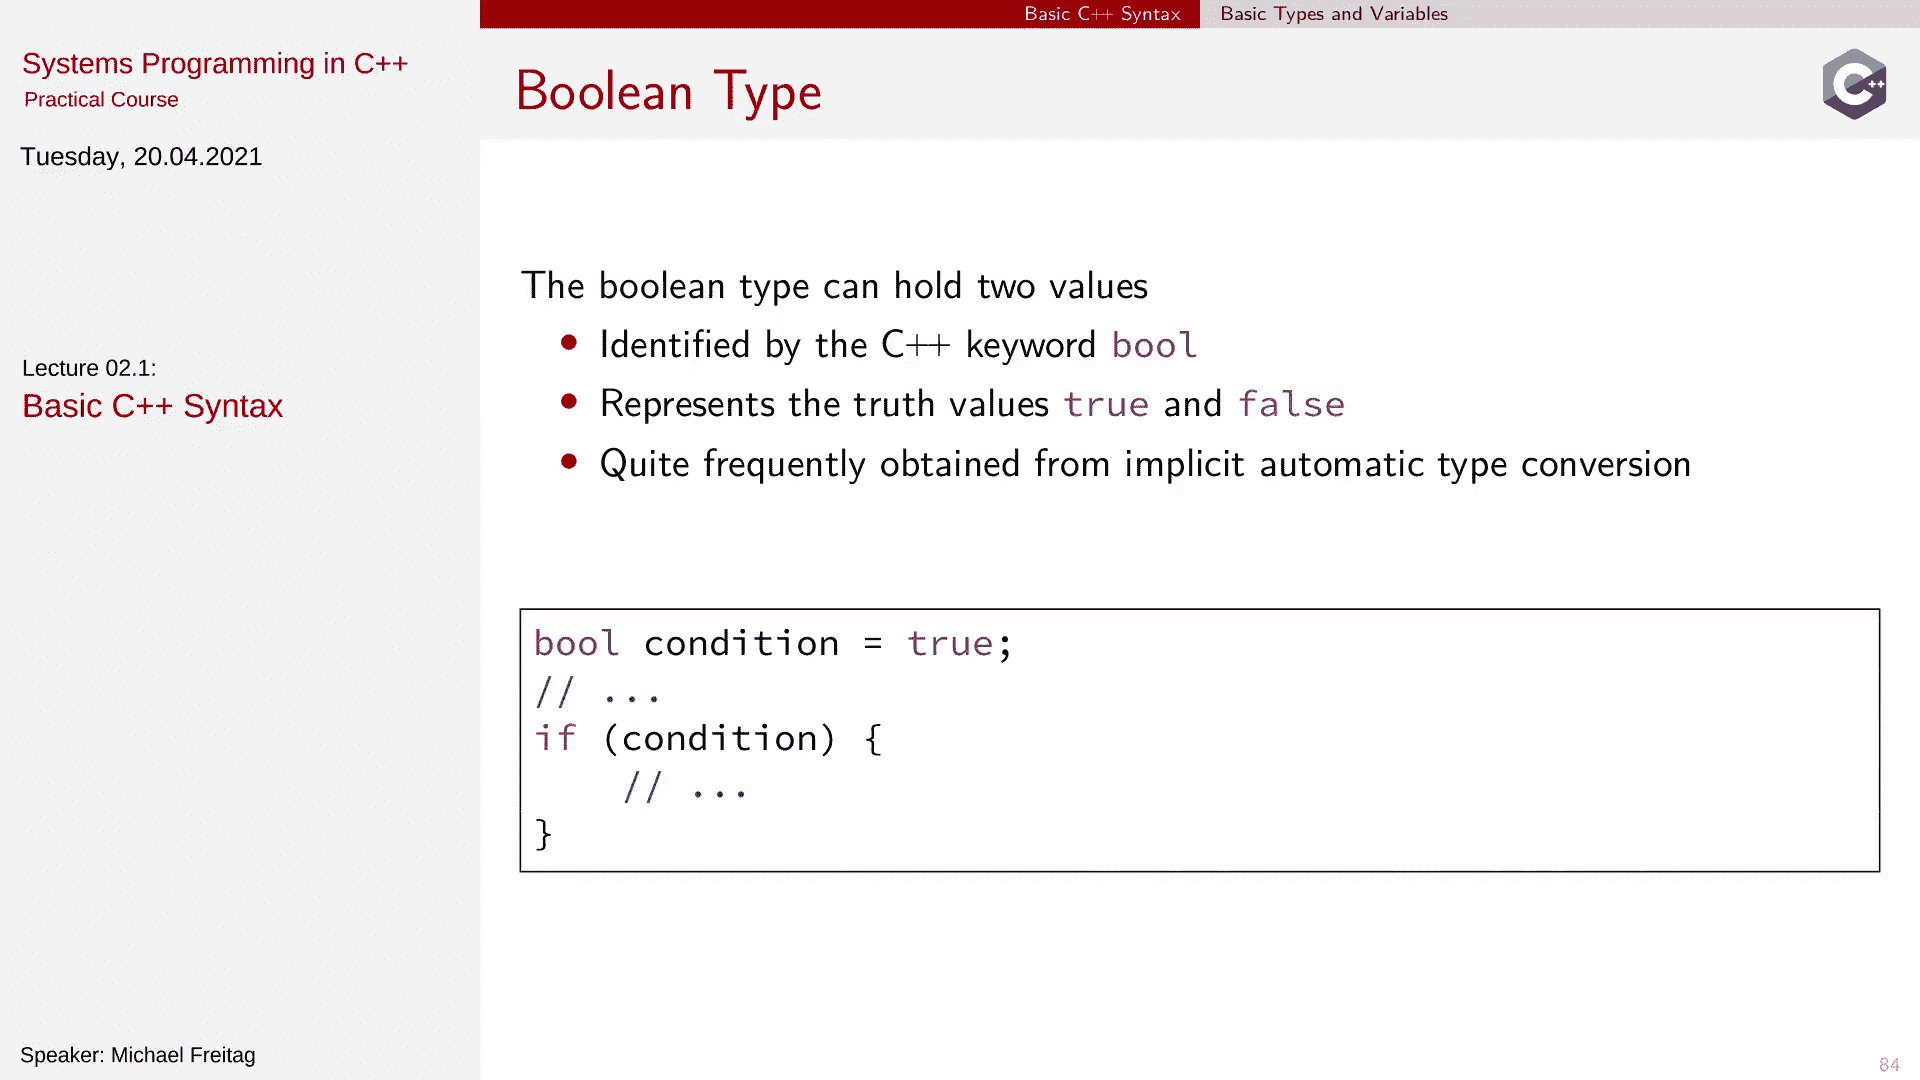 Basic C++ Syntax Basic Types and Variables
Systems Programming in C++
Practical Course
Tuesday, 20.04.2021
Lecture 02.1:
Basic C++ Syntax
Speaker: Michael Freitag
Boolean Type
C++
The boolean type can hold two values
• Identified by the C++ keyword bool
• Represents the truth values true and false
• Quite frequently obtained from implicit automatic type conversion
bool condition = true;
// ...
if (condition) {
    // ...
}
84